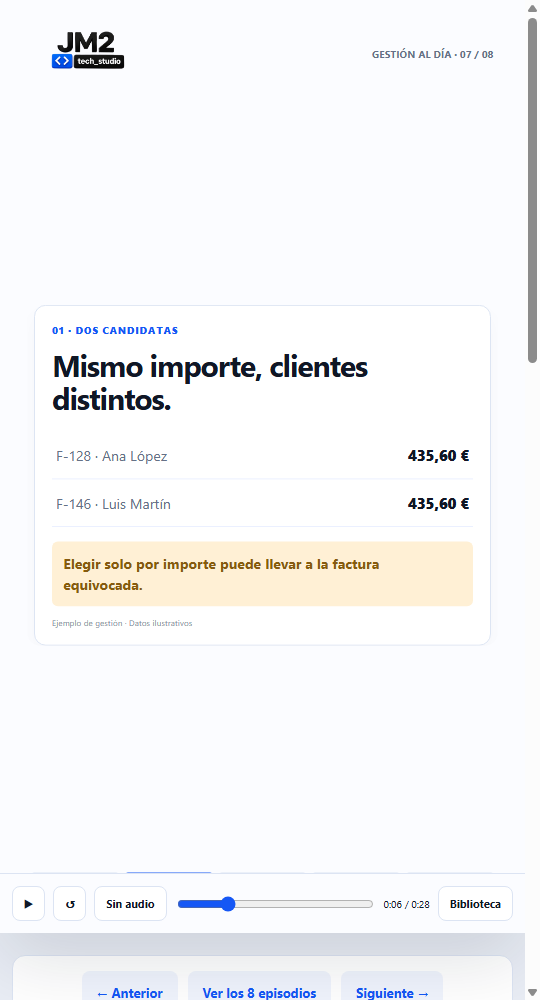 JM2
<> tech_studio
GESTIÓN AL DÍA · 07 / 08
01 · DOS CANDIDATAS
Mismo importe, clientes
distintos.
F-128 · Ana López 435,60 €
F-146 · Luis Martín 435,60 €
Elegir solo por importe puede llevar a la factura
equivocada.
Ejemplo de gestión · Datos ilustrativos
Sin audio 0:06 / 0:28 Biblioteca
← Anterior Ver los 8 episodios Siguiente →